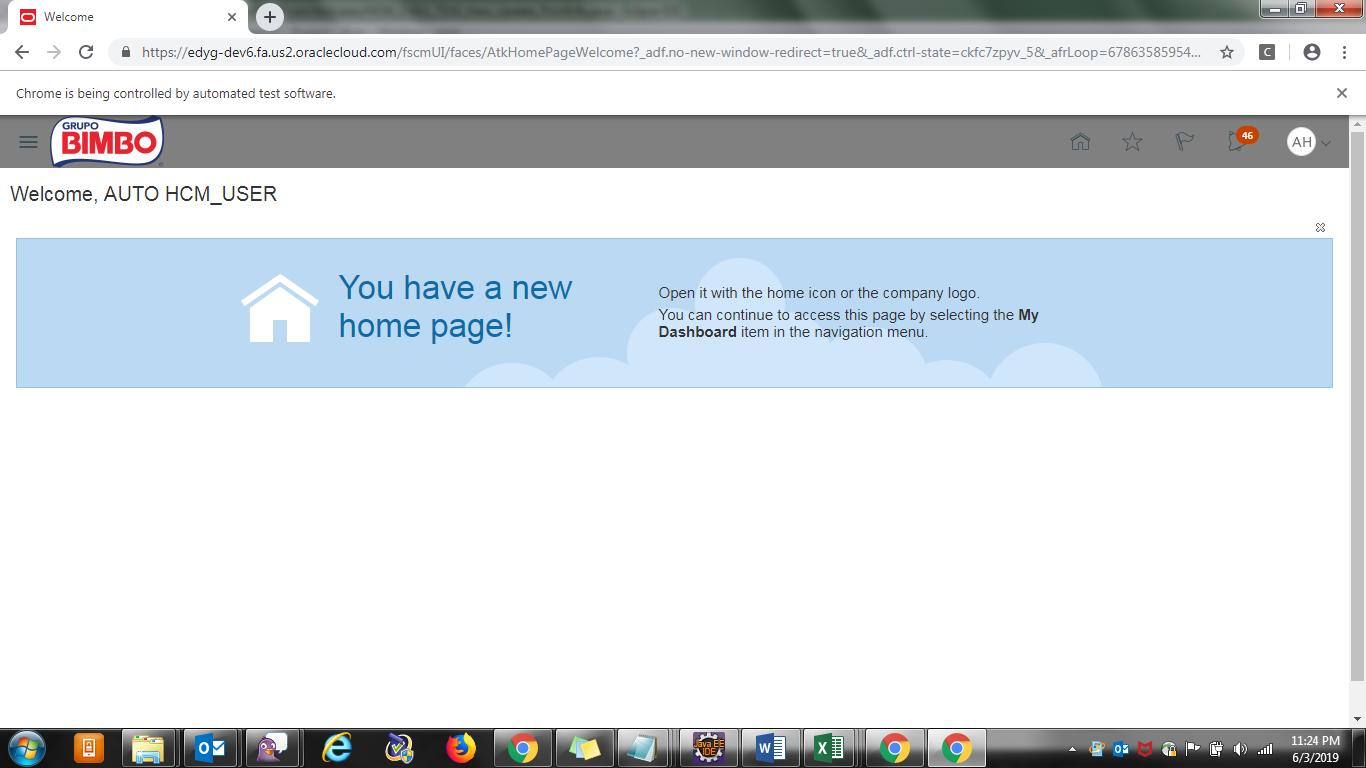 Welcome
https://edyg-dev6.fa.us2.oraclecloud.com/fscmUI/faces/AtkHomePageWelcome?_adf.no-new-window-redirect=true&_adf.ctrl-state=ckfc7zpyv_5&_afrLoop=67863585954...
C
Chrome is being controlled by automated test software.
GRUPO
BIMBO
46
AH
Welcome, AUTO HCM_USER
You have a new
home page!
Open it with the home icon or the company logo.
You can continue to access this page by selecting the My
Dashboard item in the navigation menu.
Java EE
IDE
11:24 PM
6/3/2019